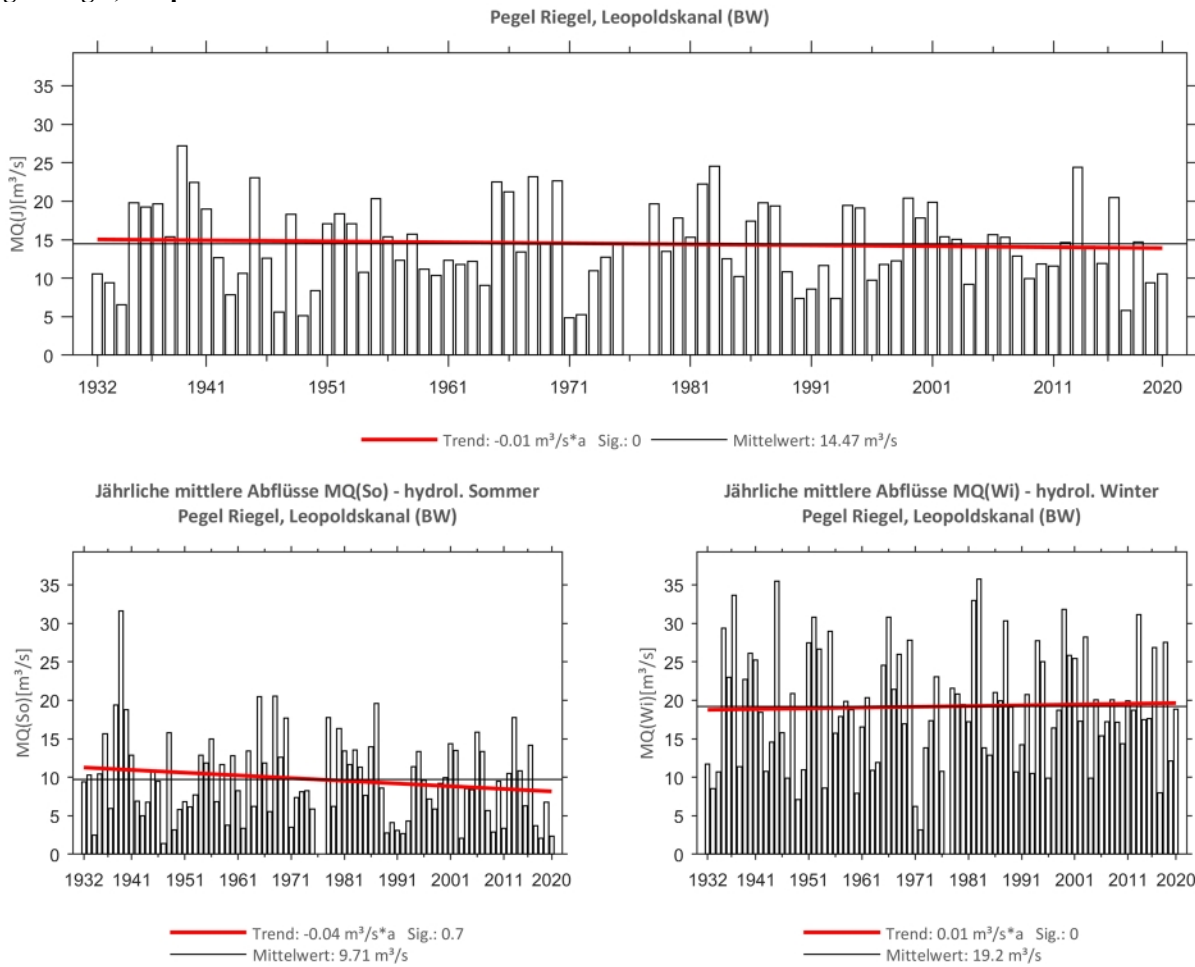 Pegel Riegel, Leopoldskanal (BW)
MQ(J)[m³/s]
35
30
25
20
15
10
5
0
1932 1941 1951 1961 1971 1981 1991 2001 2011 2020
Trend: -0.01 m³/s*a Sig.: 0 Mittelwert: 14.47 m³/s
Jährliche mittlere Abflüsse MQ(So) - hydrol. Sommer
Pegel Riegel, Leopoldskanal (BW)
MQ(So)[m³/s]
35
30
25
20
15
10
5
0
1932 1941 1951 1961 1971 1981 1991 2001 2011 2020
Trend: -0.04 m³/s*a Sig.: 0.7
Mittelwert: 9.71 m³/s
Jährliche mittlere Abflüsse MQ(Wi) - hydrol. Winter
Pegel Riegel, Leopoldskanal (BW)
MQ(Wi)[m³/s]
35
30
25
20
15
10
5
0
1932 1941 1951 1961 1971 1981 1991 2001 2011 2020
Trend: 0.01 m³/s*a Sig.: 0
Mittelwert: 19.2 m³/s